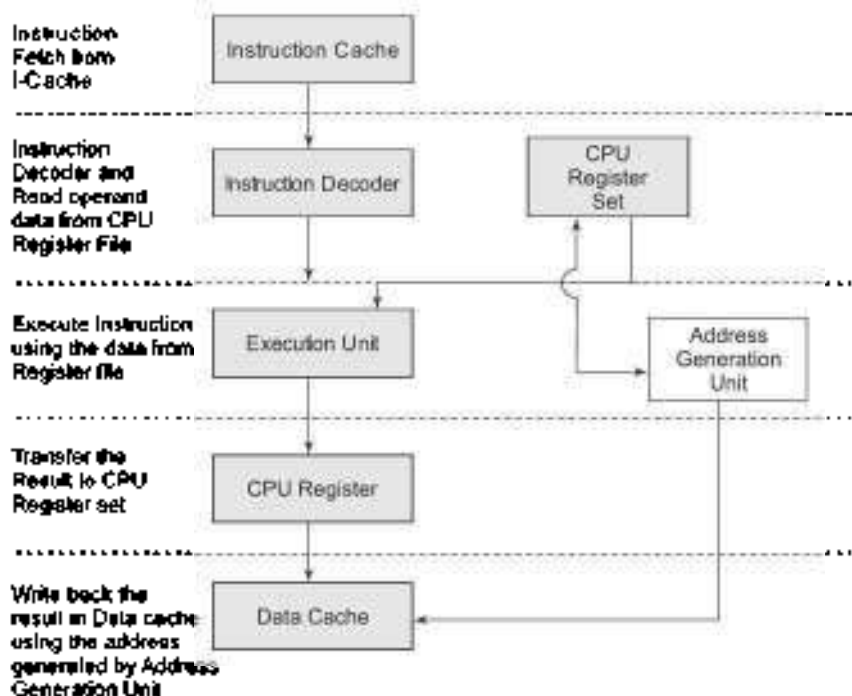 Instruction
Fetch from
I-Cache
Instruction Cache
Instruction
Decoder and
Read operand
data from CPU
Register File
Instruction Decoder
CPU
Register
Set
Execute Instruction
using the data from
Register file
Execution Unit
Address
Generation
Unit
Transfer the
Result to CPU
Register set
CPU Register
Write back the
result in Data cache
using the address
generated by Address
Generation Unit
Data Cache